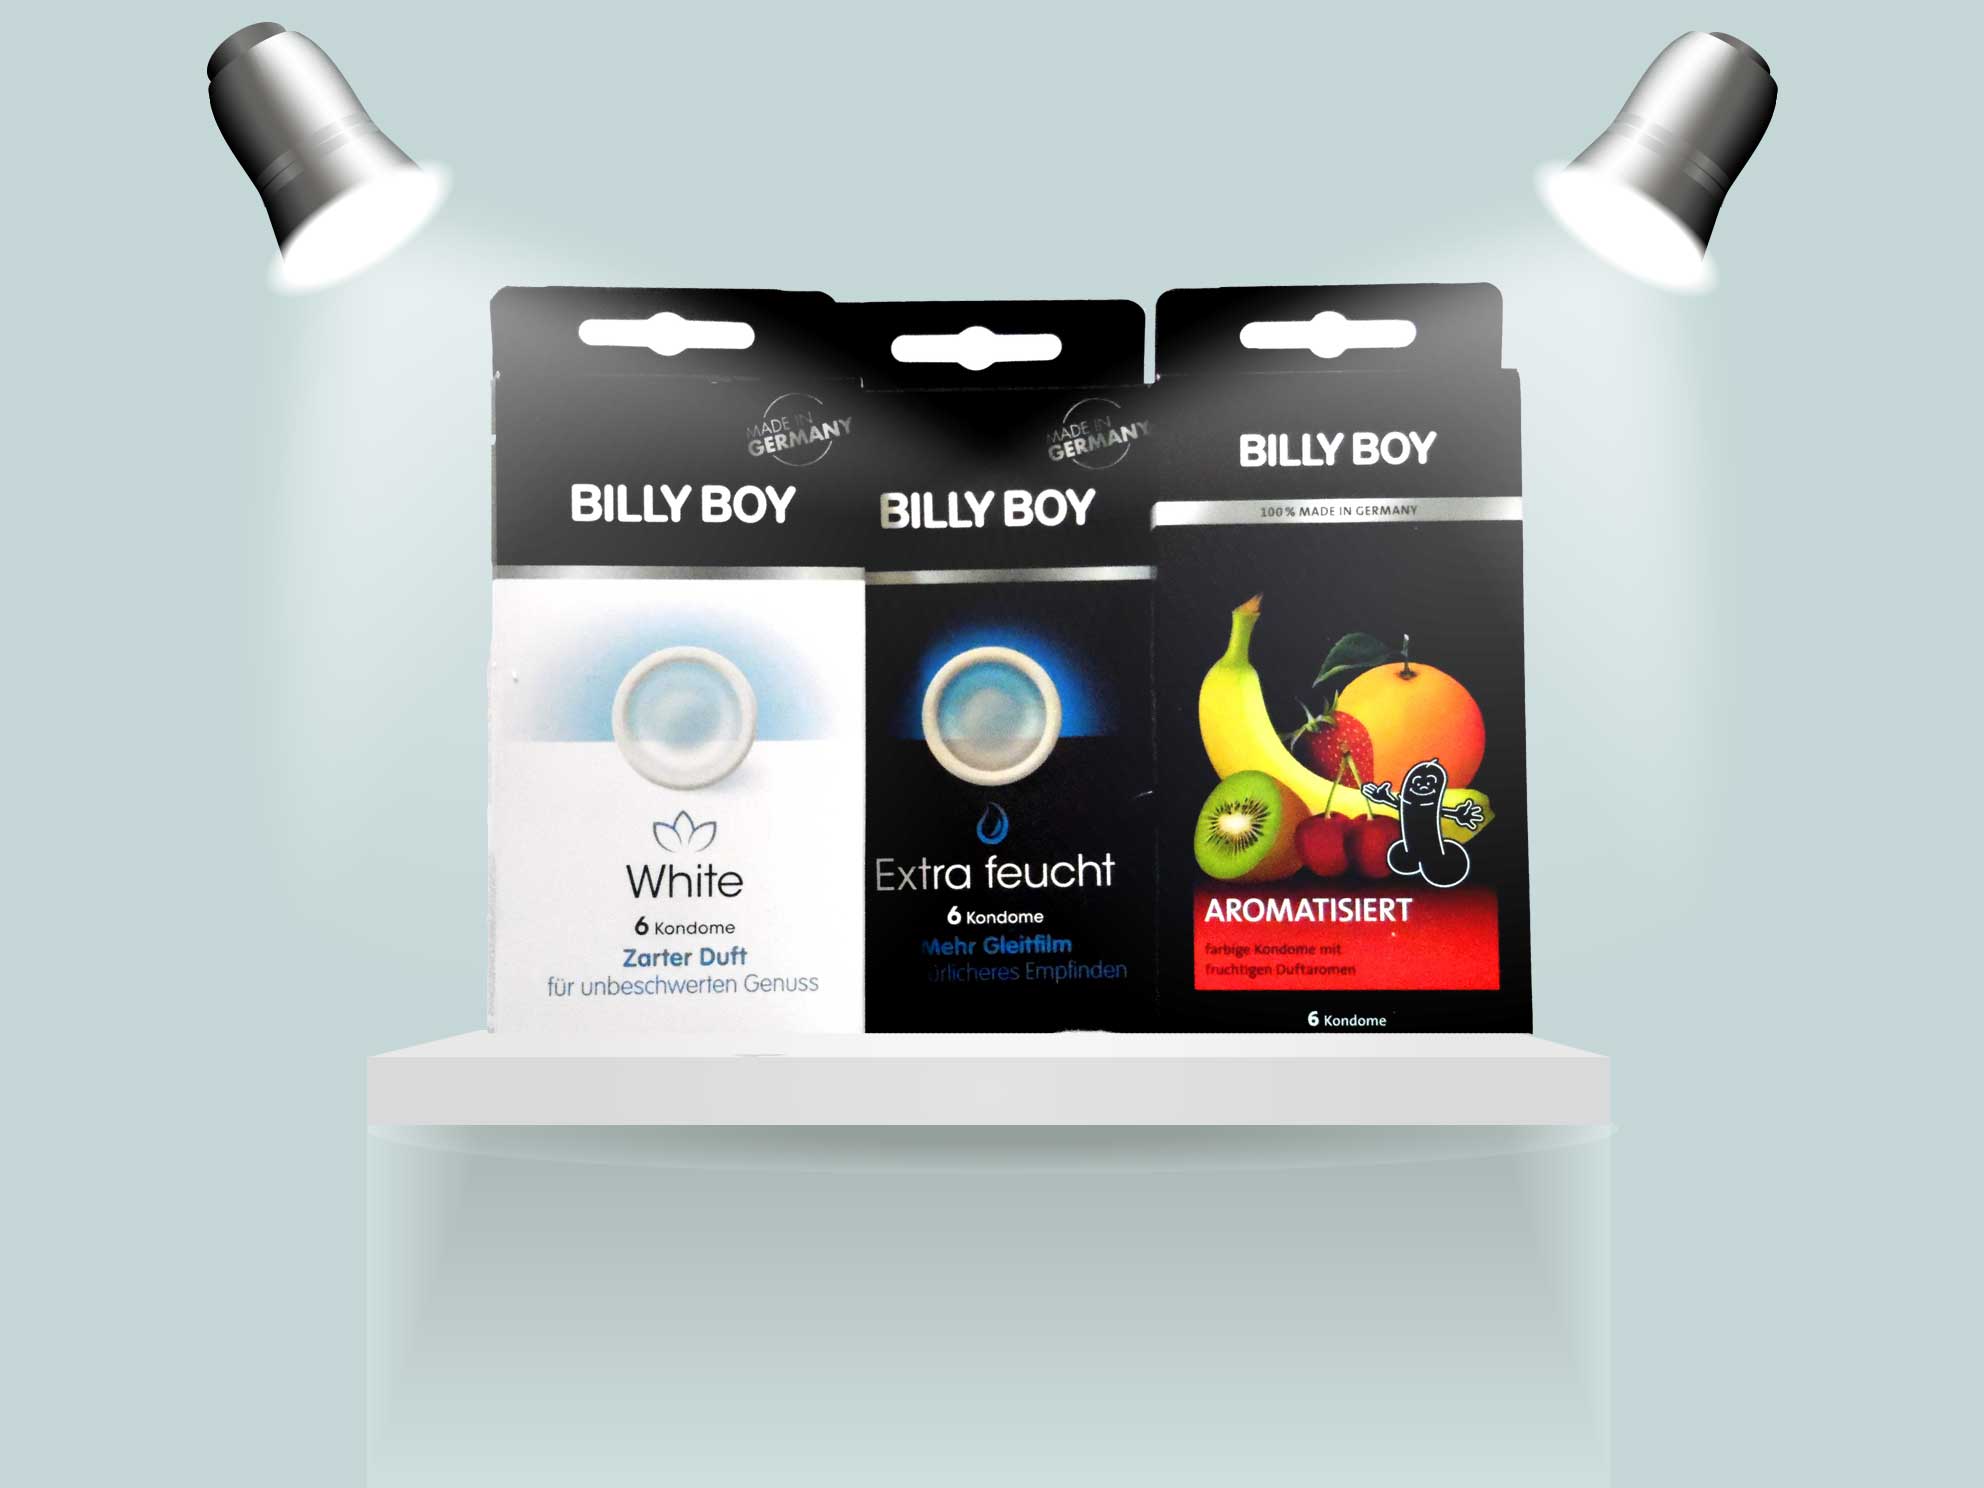 MADE IN
GERMANY
BILLY BOY
White
6 Kondome
Zarter Duft
für unbeschwerten Genuss
MADE IN
GERMANY
BILLY BOY
Extra feucht
6 Kondome
Mehr Gleitfilm
Empfinden
BILLY BOY
100% MADE IN GERMANY
AROMATISIERT
farbige Kondome mit
fruchtigen Duftaromen
6 Kondome